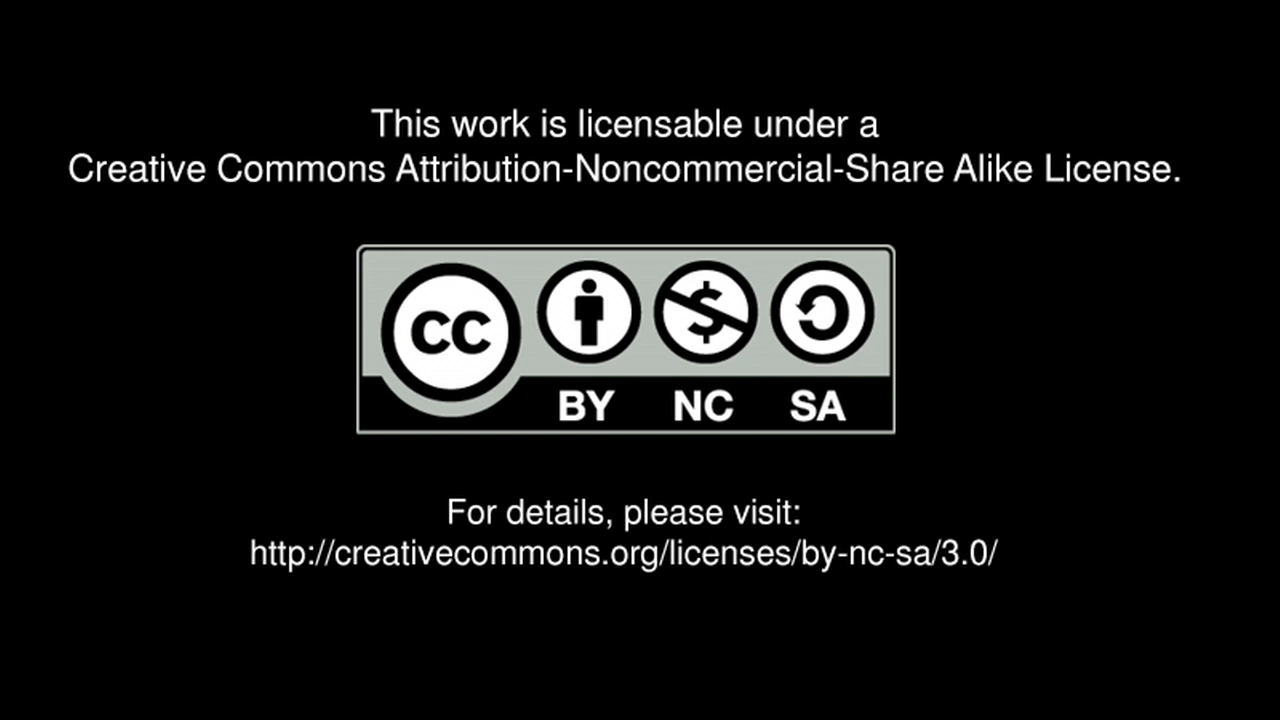 This work is licensable under a
Creative Commons Attribution-Noncommercial-Share Alike License.
CC
BY NC SA
For details, please visit:
http://creativecommons.org/licenses/by-nc-sa/3.0/